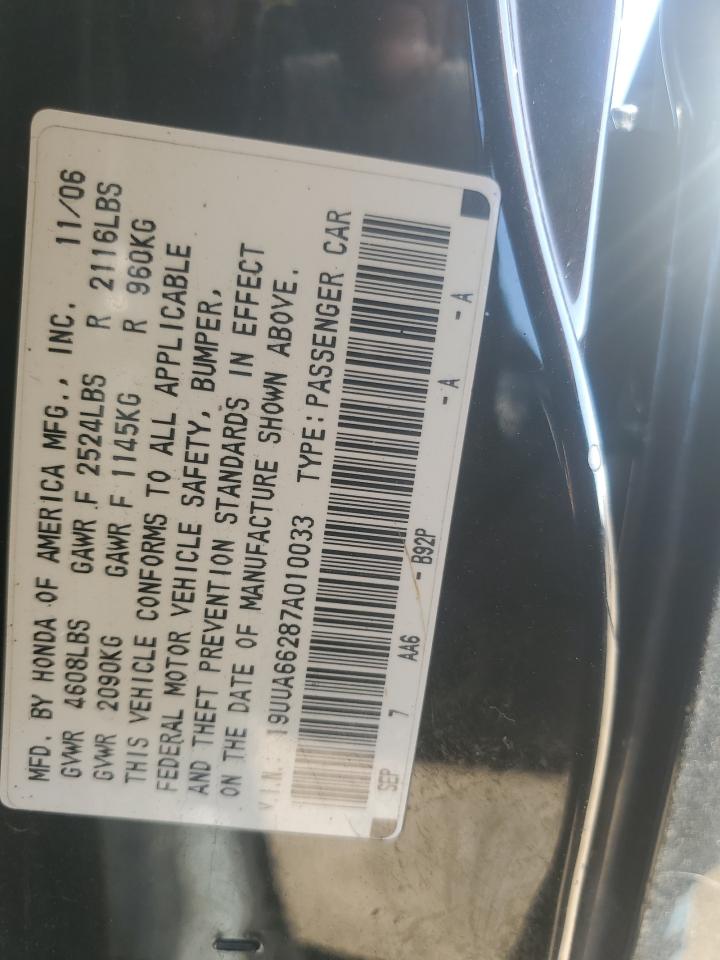 MFD. BY HONDA OF AMERICA MFG., INC. 11/06
GVWR 4608LBS GAWR F 2524LBS R 2116LBS
GVWR 2090KG GAWR F 1145KG R 960KG
THIS VEHICLE CONFORMS TO ALL APPLICABLE
FEDERAL MOTOR VEHICLE SAFETY, BUMPER,
AND THEFT PREVENTION STANDARDS IN EFFECT
ON THE DATE OF MANUFACTURE SHOWN ABOVE.
V.I.N.: 19UUA66287A010033 TYPE: PASSENGER CAR
SEP 7 AA6 - B92P - A - A